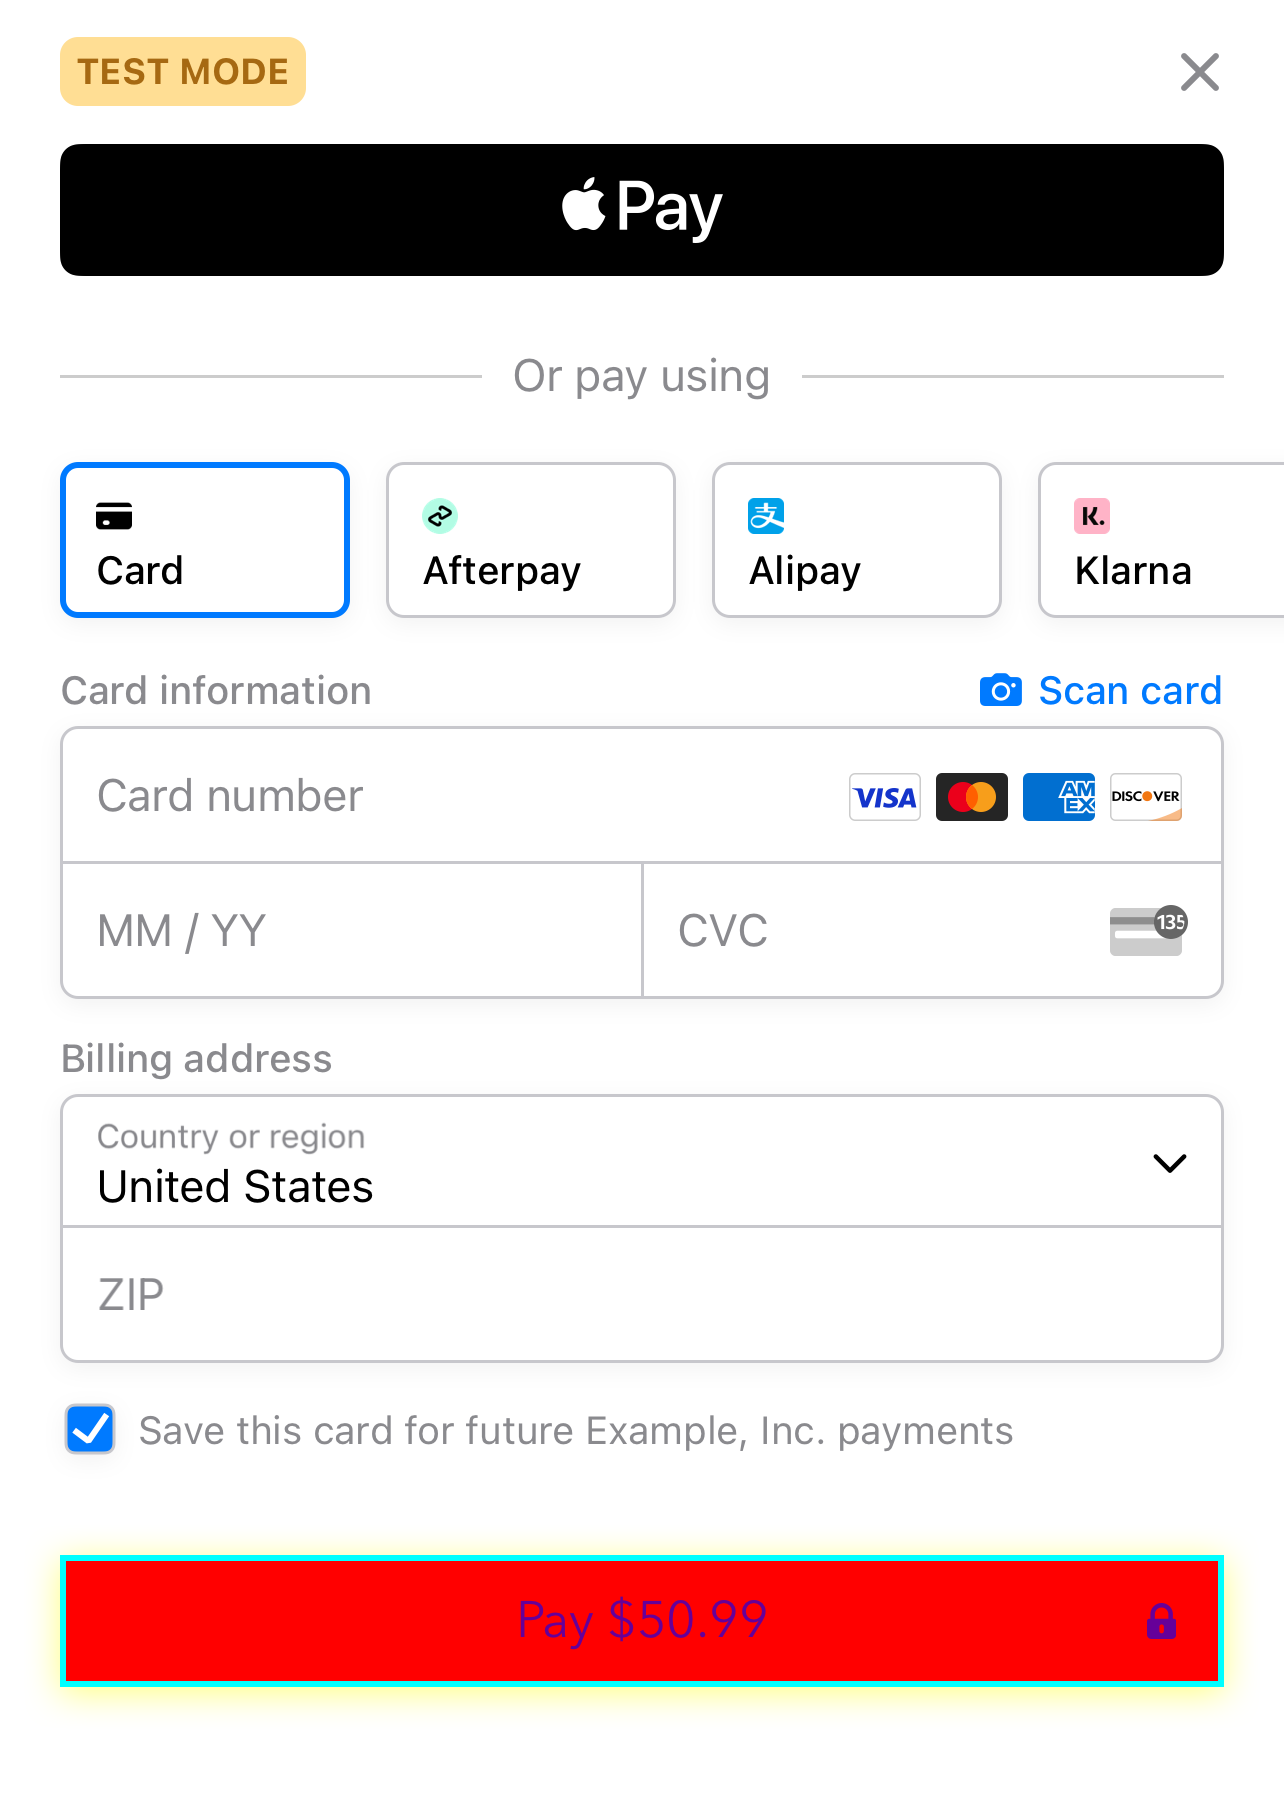 TEST MODE
Pay
Or pay using
Card
Afterpay
支
Alipay
K.
Klarna
Card information
Scan card
Card number
VISA
AM
EX
DISCOVER
MM / YY
CVC
135
Billing address
Country or region
United States
ZIP
Save this card for future Example, Inc. payments
Pay $50.99